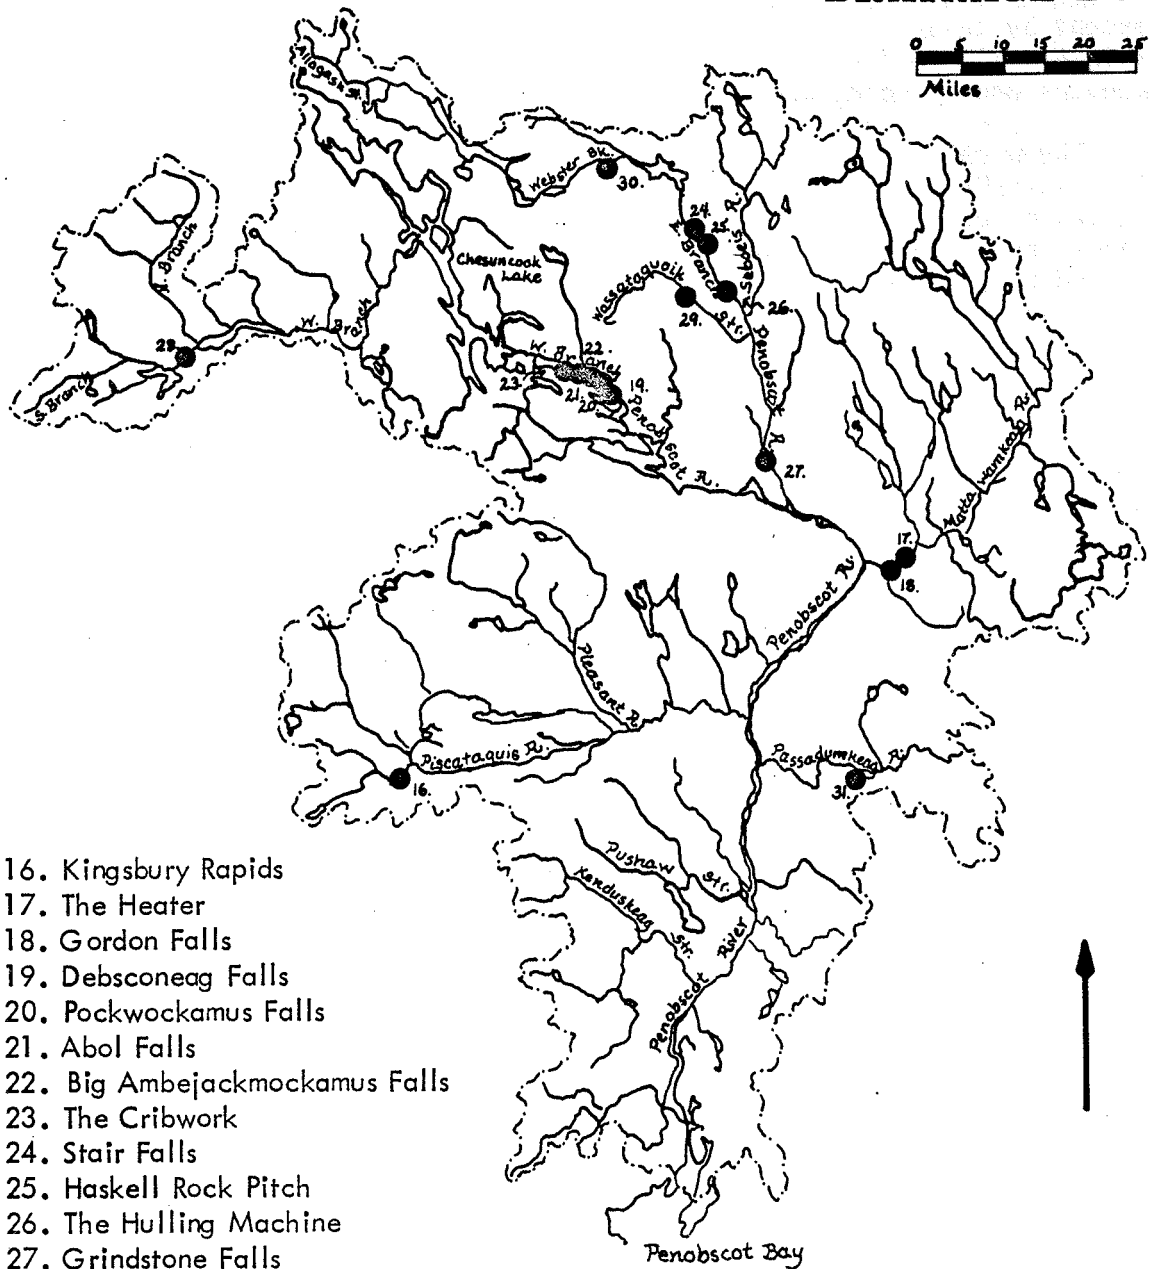 0 5 10 15 20 25
Miles
Allagash St.
Webster Bk.
30.
24.
25.
E. Branch
Sebøeis R.
N. Branch
Chesuncook
Lake
Wassataquoik
Str.
26.
29.
W. Branch
28.
S. Branch
W. Branch
22.
23.
21.
20.
19.
Penobscot R.
Penobscot R.
27.
Mattawamkeag R.
17.
18.
Penobscot R.
Pleasant R.
Piscataquis R.
16.
Passadumkeag R.
31.
Pushaw Str.
Kenduskeag Str.
Penobscot River
16. Kingsbury Rapids
17. The Heater
18. Gordon Falls
19. Debsconeag Falls
20. Pockwockamus Falls
21. Abol Falls
22. Big Ambejackmockamus Falls
23. The Cribwork
24. Stair Falls
25. Haskell Rock Pitch
26. The Hulling Machine
27. Grindstone Falls
Penobscot Bay